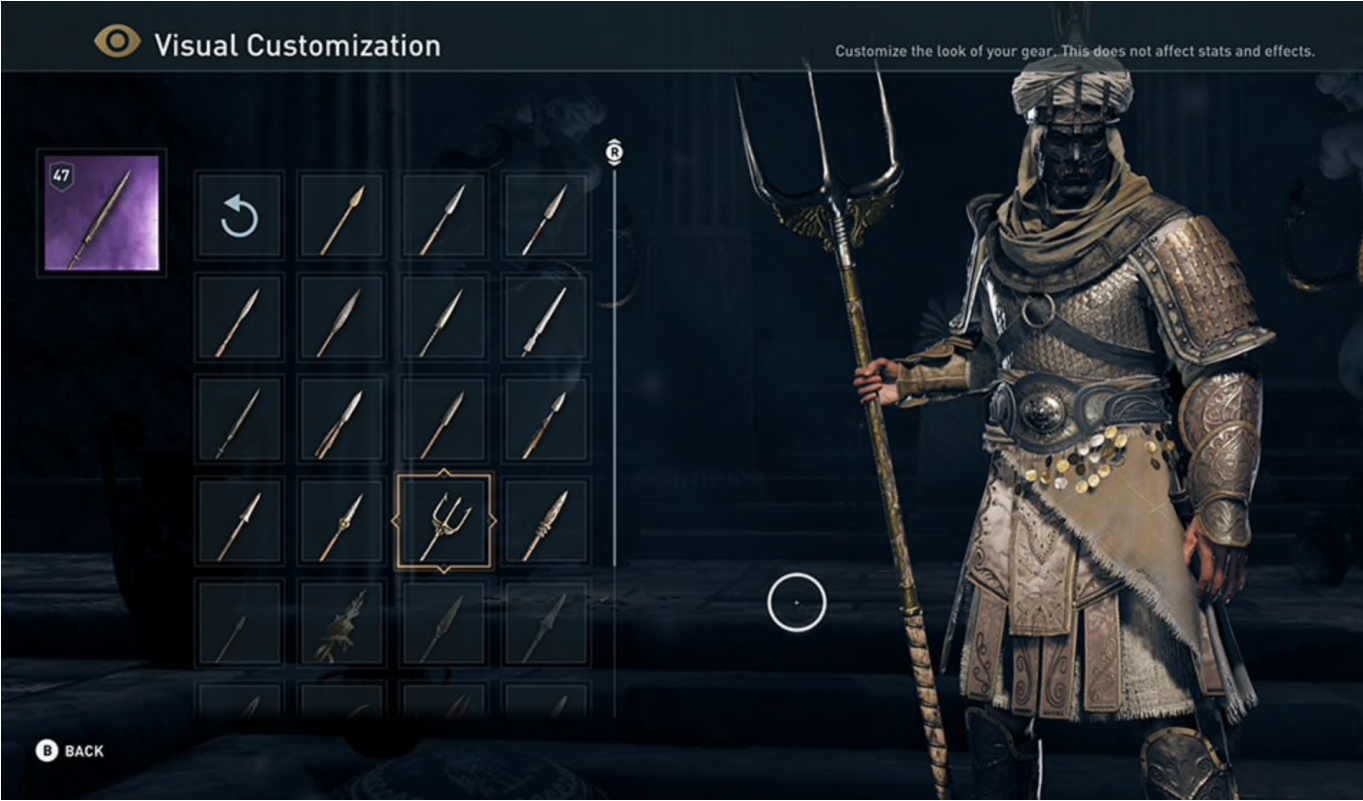 Visual Customization
Customize the look of your gear. This does not affect stats and effects.
47
R
B BACK